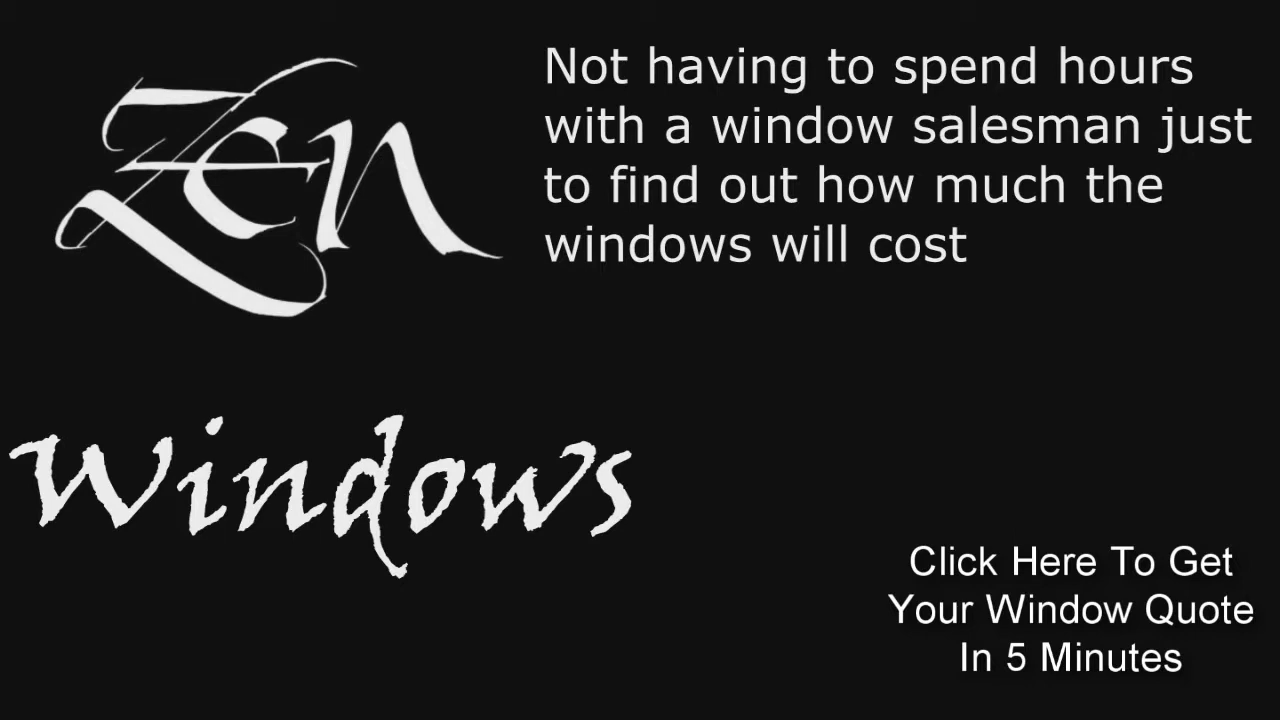 Zen
Not having to spend hours
with a window salesman just
to find out how much the
windows will cost
Windows
Click Here To Get
Your Window Quote
In 5 Minutes